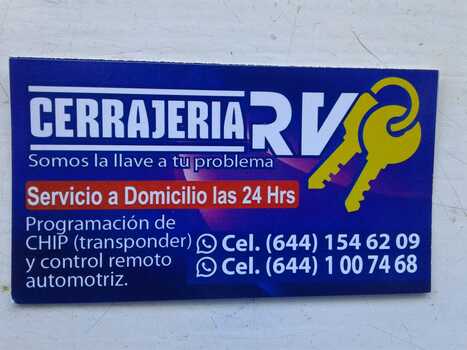 CERRAJERIA RV
Somos la llave a tu problema
Servicio a Domicilio las 24 Hrs
Programación de
CHIP (transponder)
y control remoto
automotriz.
Cel. (644) 154 62 09
Cel. (644) 1 00 74 68